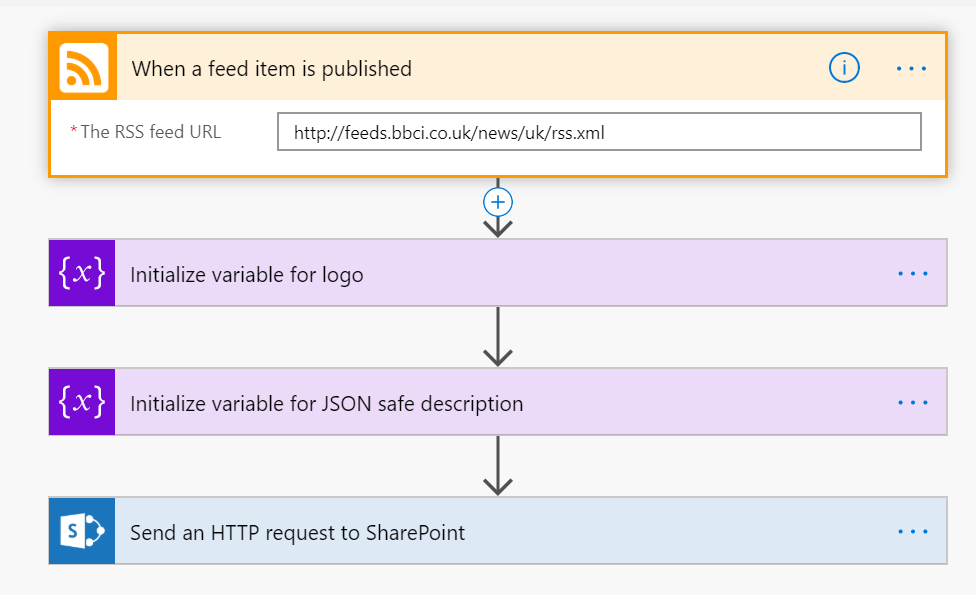 When a feed item is published
i
...
* The RSS feed URL
http://feeds.bbci.co.uk/news/uk/rss.xml
{x} Initialize variable for logo
...
{x} Initialize variable for JSON safe description
...
S Send an HTTP request to SharePoint
...